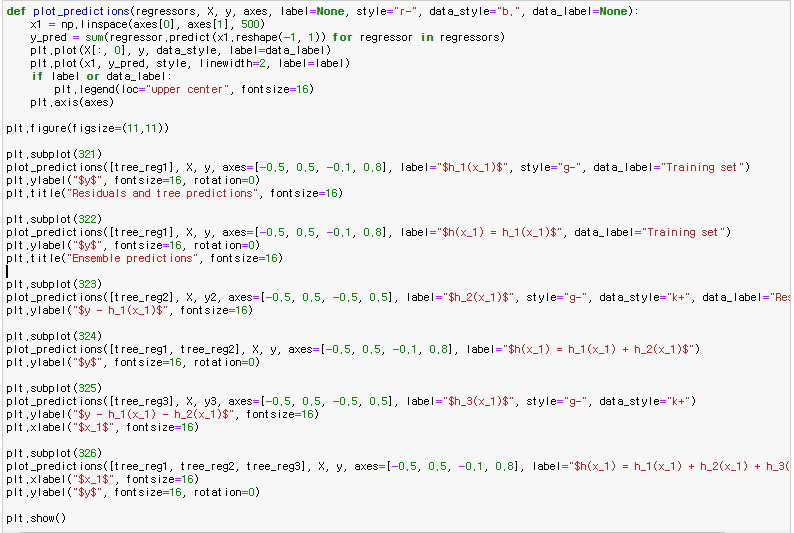 def plot_predictions(regressors, X, y, axes, label=None, style="r-", data_style="b.", data_label=None):
    x1 = np.linspace(axes[0], axes[1], 500)
    y_pred = sum(regressor.predict(x1.reshape(-1, 1)) for regressor in regressors)
    plt.plot(X[:, 0], y, data_style, label=data_label)
    plt.plot(x1, y_pred, style, linewidth=2, label=label)
    if label or data_label:
        plt.legend(loc="upper center", fontsize=16)
    plt.axis(axes)

plt.figure(figsize=(11,11))

plt.subplot(321)
plot_predictions([tree_reg1], X, y, axes=[-0.5, 0.5, -0.1, 0.8], label="$h_1(x_1)$", style="g-", data_label="Training set")
plt.ylabel("$y$", fontsize=16, rotation=0)
plt.title("Residuals and tree predictions", fontsize=16)

plt.subplot(322)
plot_predictions([tree_reg1], X, y, axes=[-0.5, 0.5, -0.1, 0.8], label="$h(x_1) = h_1(x_1)$", data_label="Training set")
plt.ylabel("$y$", fontsize=16, rotation=0)
plt.title("Ensemble predictions", fontsize=16)

plt.subplot(323)
plot_predictions([tree_reg2], X, y2, axes=[-0.5, 0.5, -0.5, 0.5], label="$h_2(x_1)$", style="g-", data_style="k+", data_label="Res
plt.ylabel("$y - h_1(x_1)$", fontsize=16)

plt.subplot(324)
plot_predictions([tree_reg1, tree_reg2], X, y, axes=[-0.5, 0.5, -0.1, 0.8], label="$h(x_1) = h_1(x_1) + h_2(x_1)$")
plt.ylabel("$y$", fontsize=16, rotation=0)

plt.subplot(325)
plot_predictions([tree_reg3], X, y3, axes=[-0.5, 0.5, -0.5, 0.5], label="$h_3(x_1)$", style="g-", data_style="k+")
plt.ylabel("$y - h_1(x_1) - h_2(x_1)$", fontsize=16)
plt.xlabel("$x_1$", fontsize=16)

plt.subplot(326)
plot_predictions([tree_reg1, tree_reg2, tree_reg3], X, y, axes=[-0.5, 0.5, -0.1, 0.8], label="$h(x_1) = h_1(x_1) + h_2(x_1) + h_3(
plt.xlabel("$x_1$", fontsize=16)
plt.ylabel("$y$", fontsize=16, rotation=0)

plt.show()